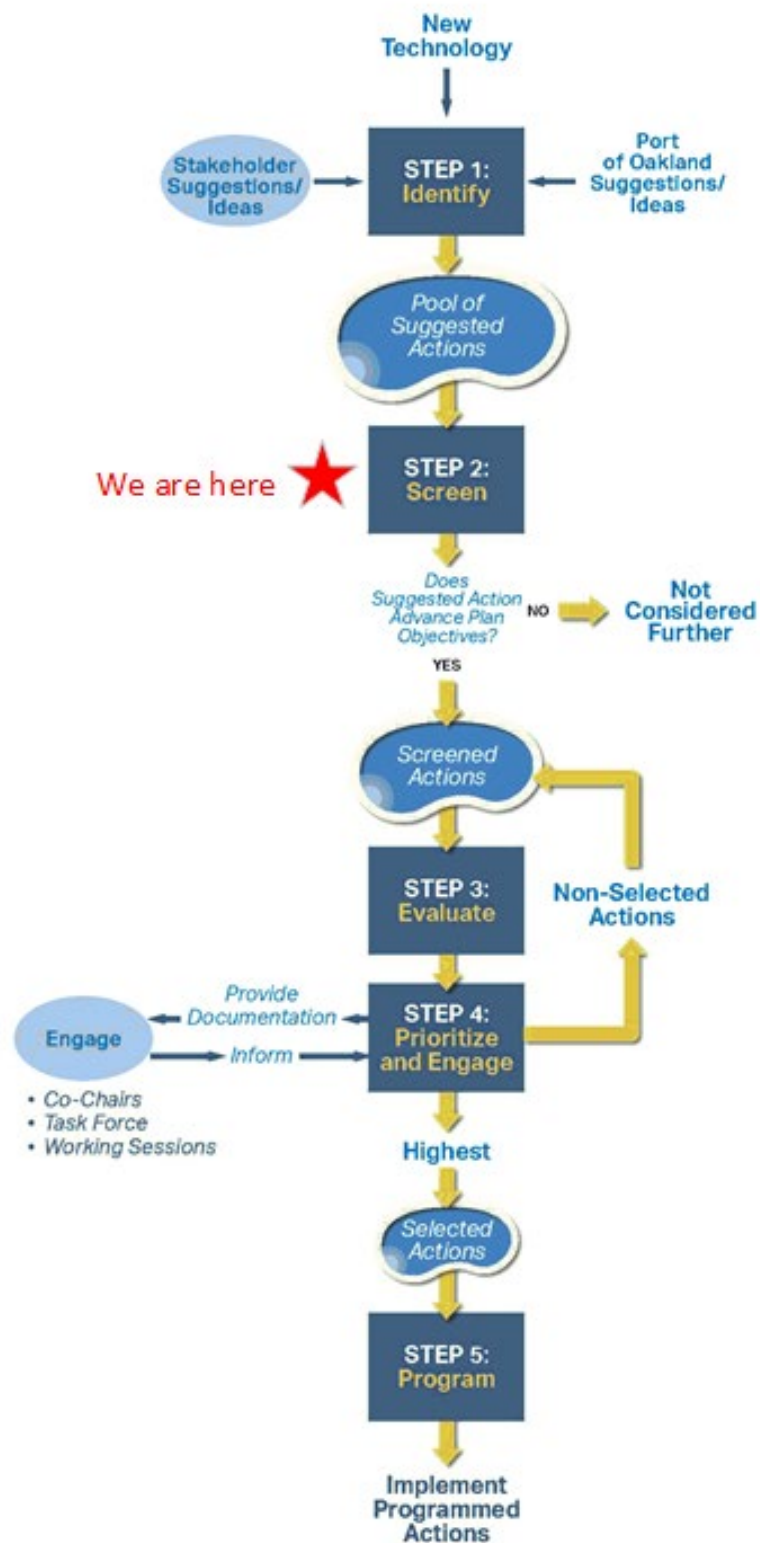 New
Technology
Stakeholder
Suggestions/
Ideas
STEP 1:
Identify
Port
of Oakland
Suggestions/
Ideas
Pool of
Suggested
Actions
We are here
STEP 2:
Screen
Does
Suggested Action
Advance Plan
Objectives?
NO
Not
Considered
Further
YES
Screened
Actions
STEP 3:
Evaluate
Non-Selected
Actions
Engage
Provide
Documentation
Inform
STEP 4:
Prioritize
and Engage
• Co-Chairs
• Task Force
• Working Sessions
Highest
Selected
Actions
STEP 5:
Program
Implement
Programmed
Actions